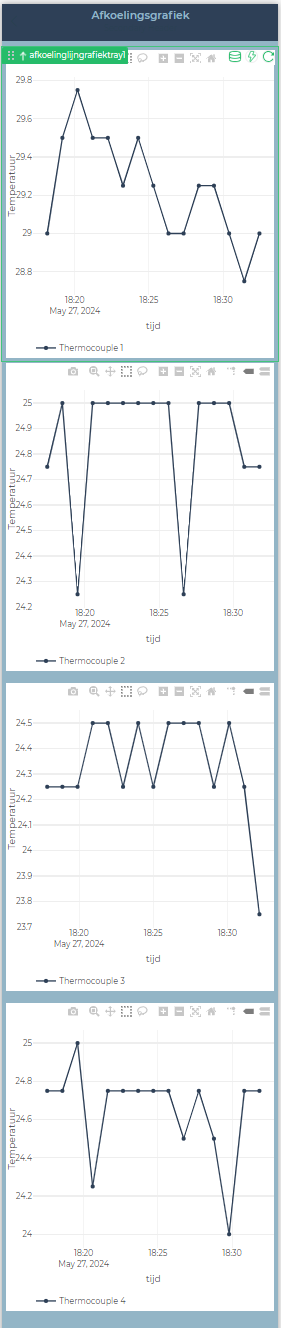 Afkoelingsgrafiek
afkoelinglijngrafiektray1
29.8
29.6
29.4
29.2
29
28.8
Temperatuur
18:20
May 27, 2024
18:25
18:30
tijd
Thermocouple 1
25
24.9
24.8
24.7
24.6
24.5
24.4
24.3
24.2
Temperatuur
18:20
May 27, 2024
18:25
18:30
tijd
Thermocouple 2
24.5
24.4
24.3
24.2
24.1
24
23.9
23.8
23.7
Temperatuur
18:20
May 27, 2024
18:25
18:30
tijd
Thermocouple 3
25
24.8
24.6
24.4
24.2
24
Temperatuur
18:20
May 27, 2024
18:25
18:30
tijd
Thermocouple 4